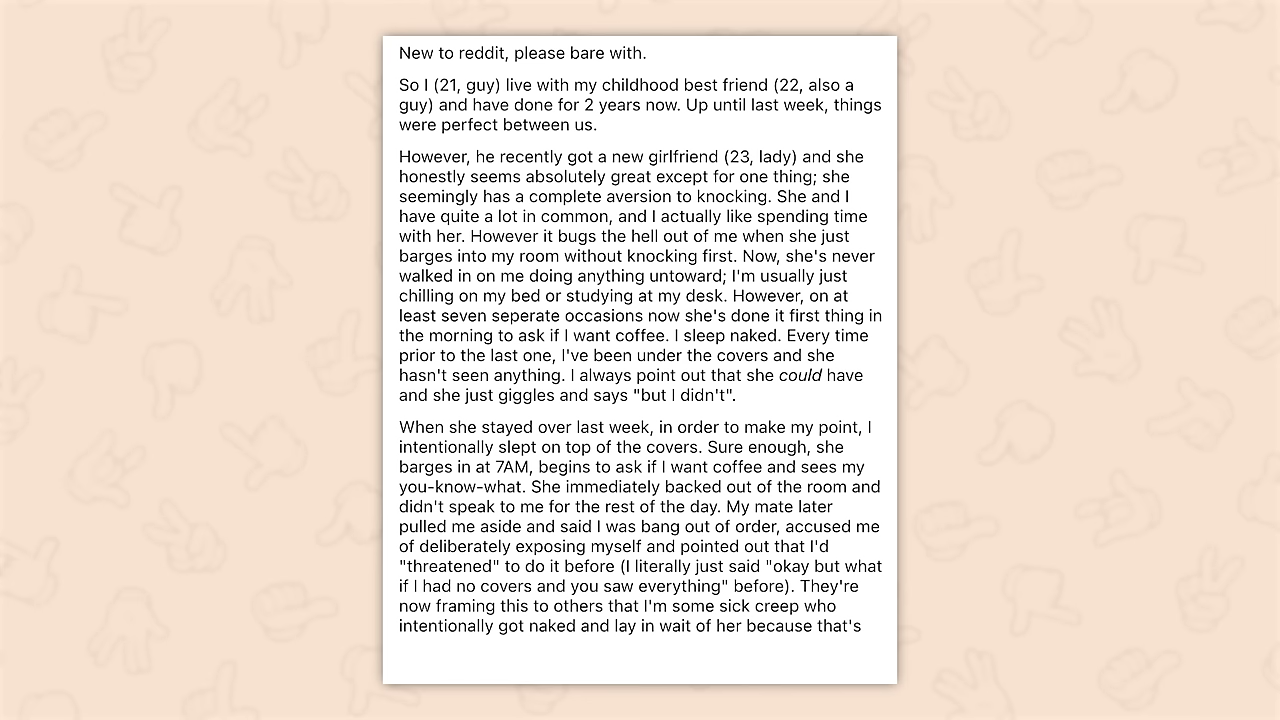 New to reddit, please bare with.
So I (21, guy) live with my childhood best friend (22, also a
guy) and have done for 2 years now. Up until last week, things
were perfect between us.
However, he recently got a new girlfriend (23, lady) and she
honestly seems absolutely great except for one thing; she
seemingly has a complete aversion to knocking. She and I
have quite a lot in common, and I actually like spending time
with her. However it bugs the hell out of me when she just
barges into my room without knocking first. Now, she's never
walked in on me doing anything untoward; I'm usually just
chilling on my bed or studying at my desk. However, on at
least seven seperate occasions now she's done it first thing in
the morning to ask if I want coffee. I sleep naked. Every time
prior to the last one, I've been under the covers and she
hasn't seen anything. I always point out that she could have
and she just giggles and says "but I didn't".
When she stayed over last week, in order to make my point, I
intentionally slept on top of the covers. Sure enough, she
barges in at 7AM, begins to ask if I want coffee and sees my
you-know-what. She immediately backed out of the room and
didn't speak to me for the rest of the day. My mate later
pulled me aside and said I was bang out of order, accused me
of deliberately exposing myself and pointed out that I'd
"threatened" to do it before (I literally just said "okay but what
if I had no covers and you saw everything" before). They're
now framing this to others that I'm some sick creep who
intentionally got naked and lay in wait of her because that's